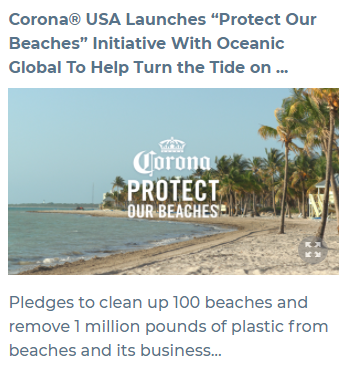 Corona® USA Launches “Protect Our
Beaches” Initiative With Oceanic
Global To Help Turn the Tide on ...
Corona
PROTECT
OUR BEACHES
Pledges to clean up 100 beaches and
remove 1 million pounds of plastic from
beaches and its business...